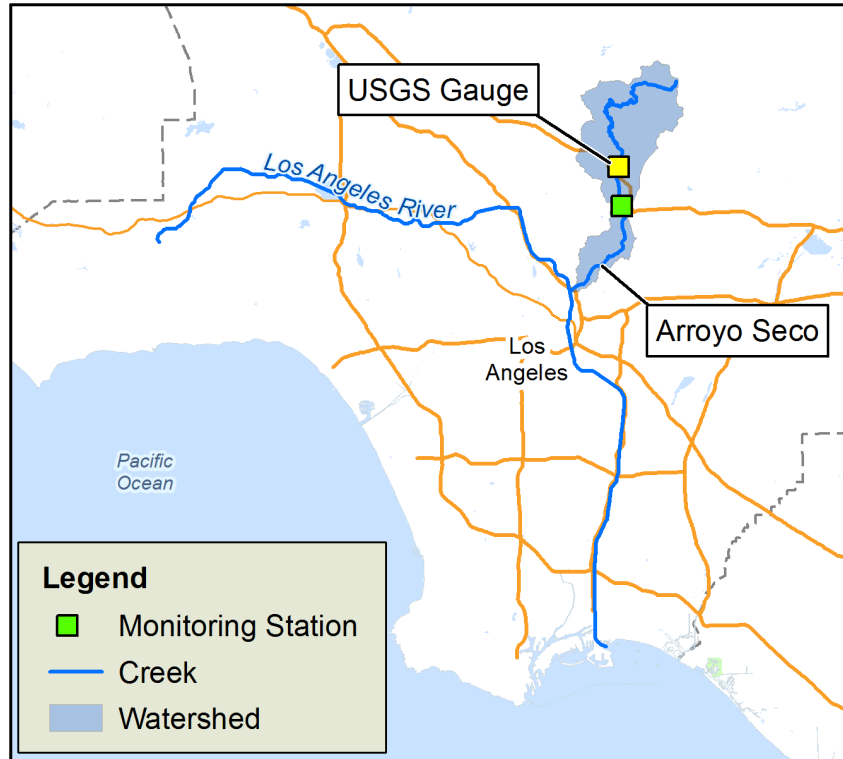 USGS Gauge
Los Angeles River
Arroyo Seco
Los
Angeles
Pacific
Ocean
Legend
Monitoring Station
Creek
Watershed